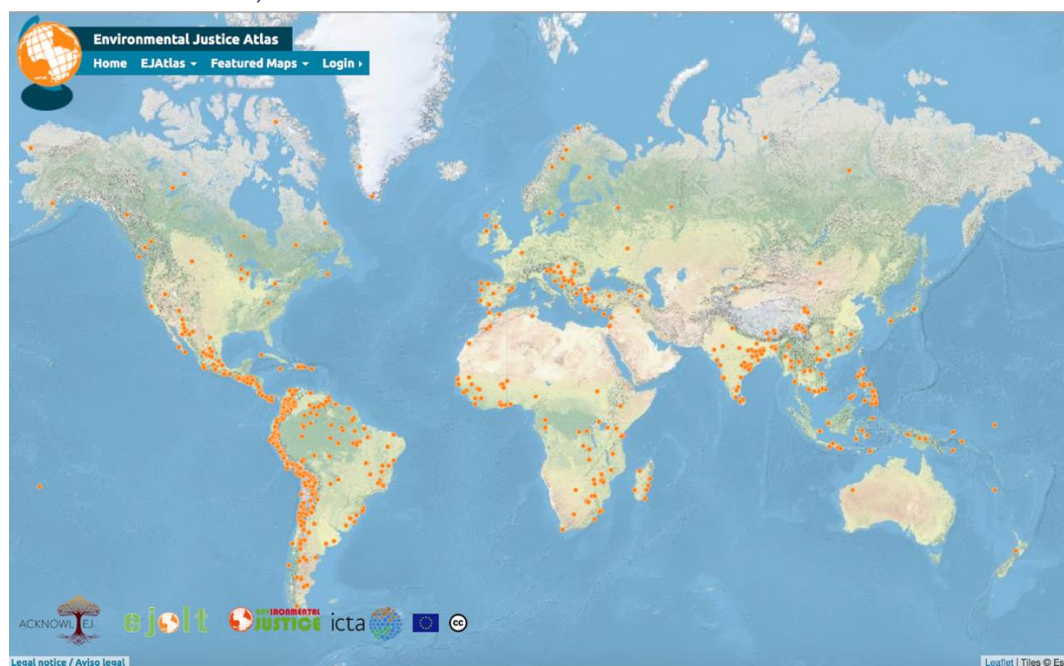 Environmental Justice Atlas
Home EJAtlas Featured Maps Login
ACKNOWL EJ
ejolt
ENVIRONMENTAL
JUSTICE
icta
cc
Legal notice / Aviso legal
Leaflet | Tiles © Es